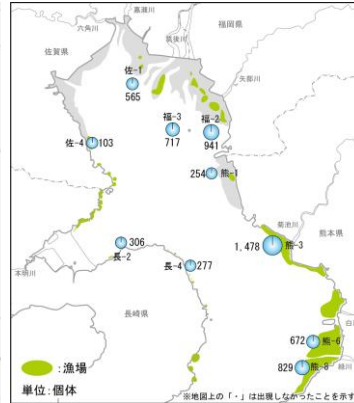 嘉瀬川
六角川
筑後川
福岡県
佐賀県
矢部川
佐-1
565
福-3
717
福-2
941
佐-4
103
254
熊-1
菊池川
熊本県
1,478
熊-3
306
長-2
長-4
277
本明川
長崎県
白川
672
熊-6
829
熊-8
緑川
:漁場
単位:個体
※地図上の「・」は出現しなかったことを示す